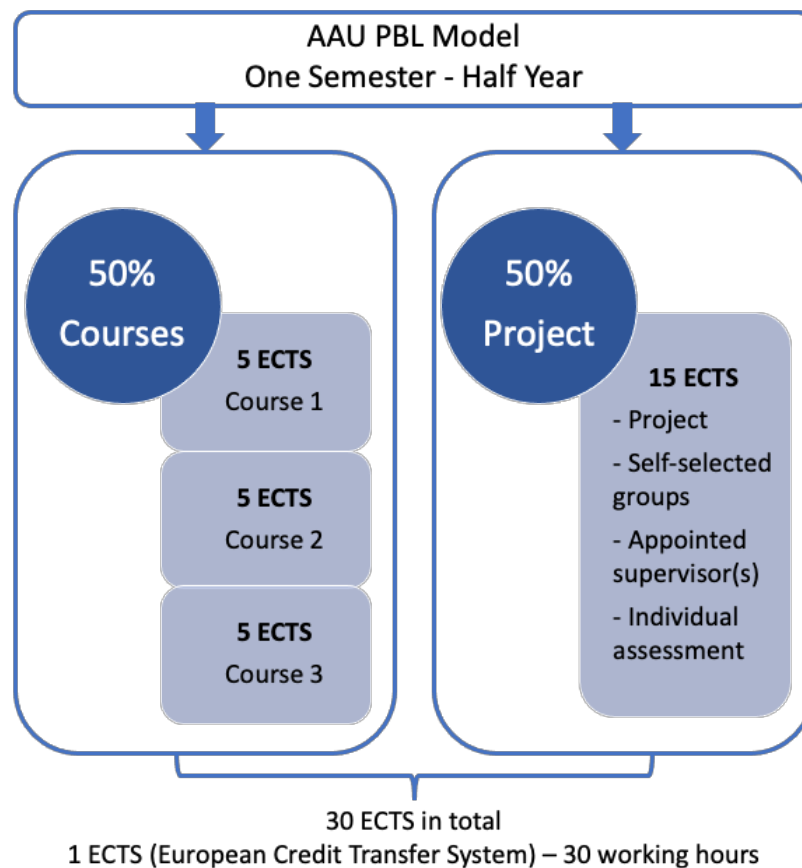 AAU PBL Model
One Semester - Half Year
50%
Courses
5 ECTS
Course 1
5 ECTS
Course 2
5 ECTS
Course 3
50%
Project
15 ECTS
- Project
- Self-selected
groups
- Appointed
supervisor(s)
- Individual
assessment
30 ECTS in total
1 ECTS (European Credit Transfer System) – 30 working hours